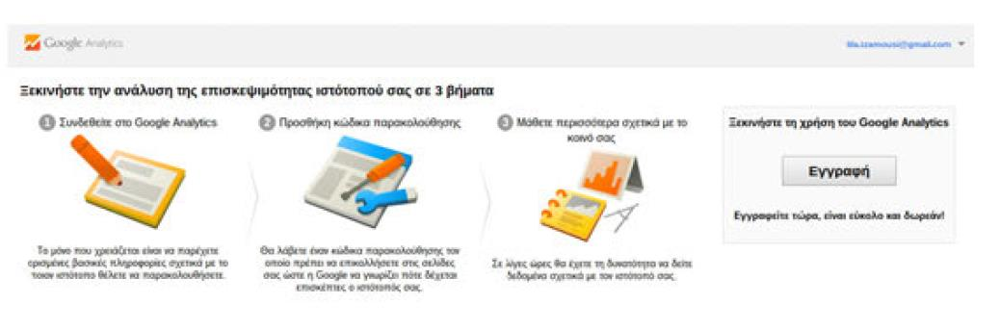 Google Analytics
Ξεκινήστε την ανάλυση της επισκεψιμότητας ιστότοπού σας σε 3 βήματα
1 Συνδεθείτε στο Google Analytics
Το μόνο που χρειάζεται είναι να παρέχετε
ορισμένες βασικές πληροφορίες σχετικά με το
ποιον ιστότοπο θέλετε να παρακολουθήσετε.
2 Προσθήκη κώδικα παρακολούθησης
Θα λάβετε έναν κώδικα παρακολούθησης τον
οποίο πρέπει να επικολλήσετε στις σελίδες
σας ώστε η Google να γνωρίζει πότε δέχεται
επισκέπτες ο ιστότοπός σας.
3 Μάθετε περισσότερα σχετικά με το
κοινό σας
Σε λίγες ώρες θα έχετε τη δυνατότητα να δείτε
δεδομένα σχετικά με τον ιστότοπό σας.
Ξεκινήστε τη χρήση του Google Analytics
Εγγραφή
Εγγραφείτε τώρα, είναι εύκολο και δωρεάν!